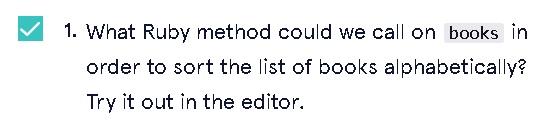 1. What Ruby method could we call on books in
order to sort the list of books alphabetically?
Try it out in the editor.